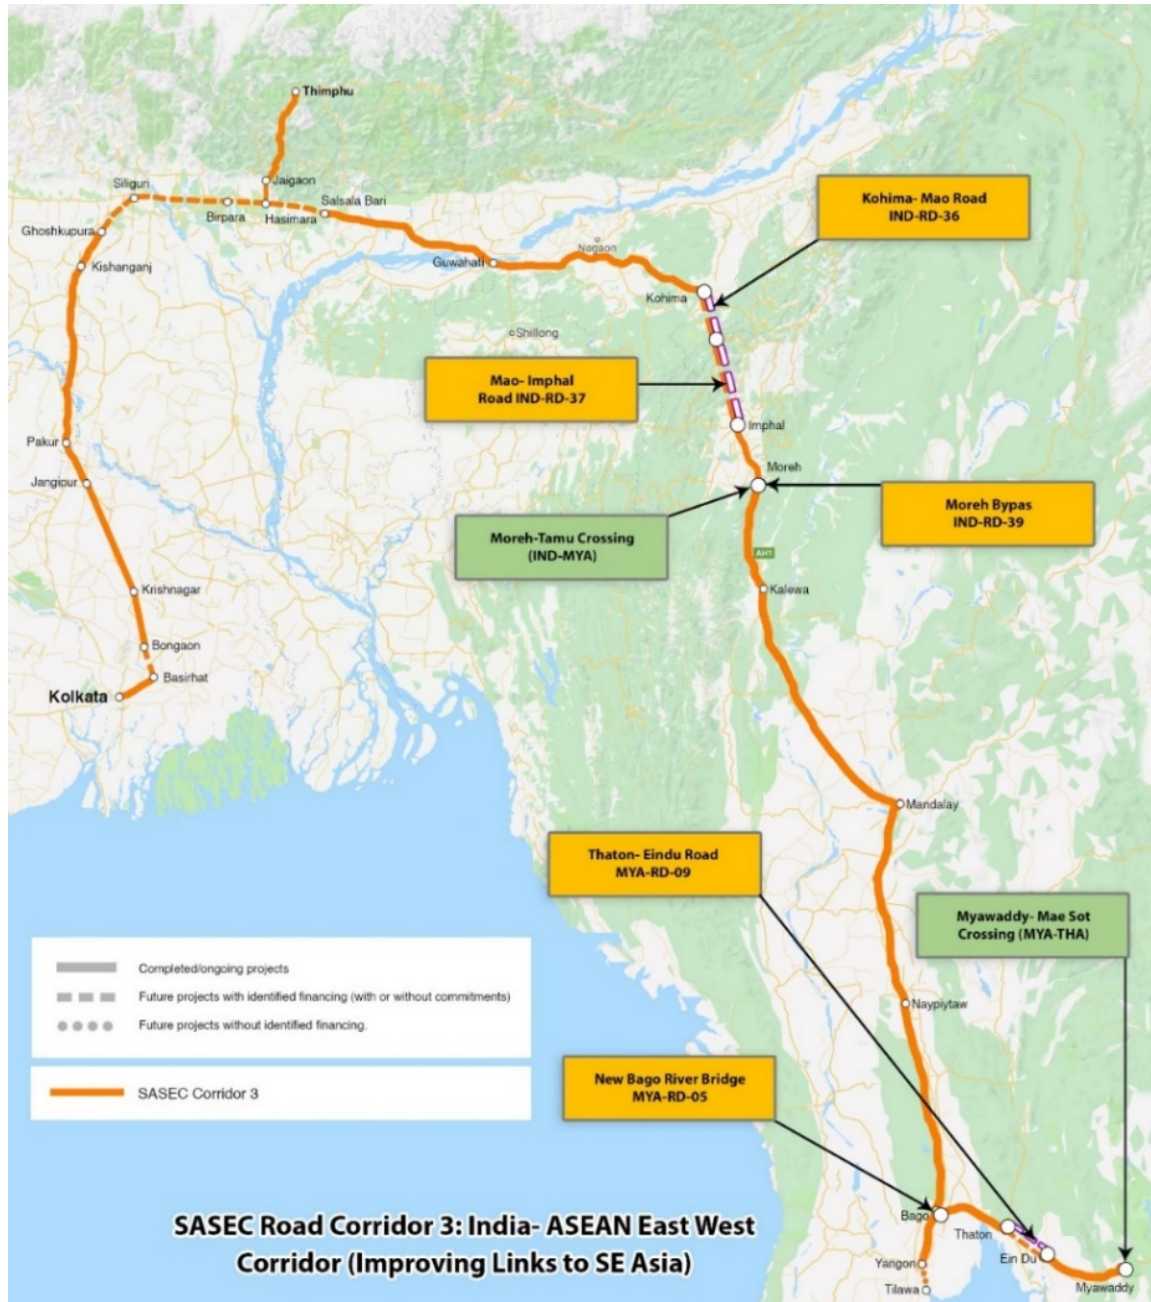 Thimphu
Jaigaon
Siliguri
Salsala Bari
Birpara
Hasimara
Ghoshkupura
Kishanganj
Guwahati
Nagaon
Kohima- Mao Road
IND-RD-36
Kohima
Shillong
Mao- Imphal
Road IND-RD-37
Imphal
Pakur
Moreh
Jangipur
Moreh Bypas
IND-RD-39
Moreh-Tamu Crossing
(IND-MYA)
AH1
Kalewa
Krishnagar
Bongaon
Basirhat
Kolkata
Mandalay
Thaton- Eindu Road
MYA-RD-09
Myawaddy- Mae Sot
Crossing (MYA-THA)
Completed/ongoing projects
Future projects with identified financing (with or without commitments)
Future projects without identified financing.
Naypiytaw
New Bago River Bridge
MYA-RD-05
SASEC Corridor 3
SASEC Road Corridor 3: India- ASEAN East West
Corridor (Improving Links to SE Asia)
Bago
Thaton
Ein Du
Yangon
Tilawa
Myawaddy